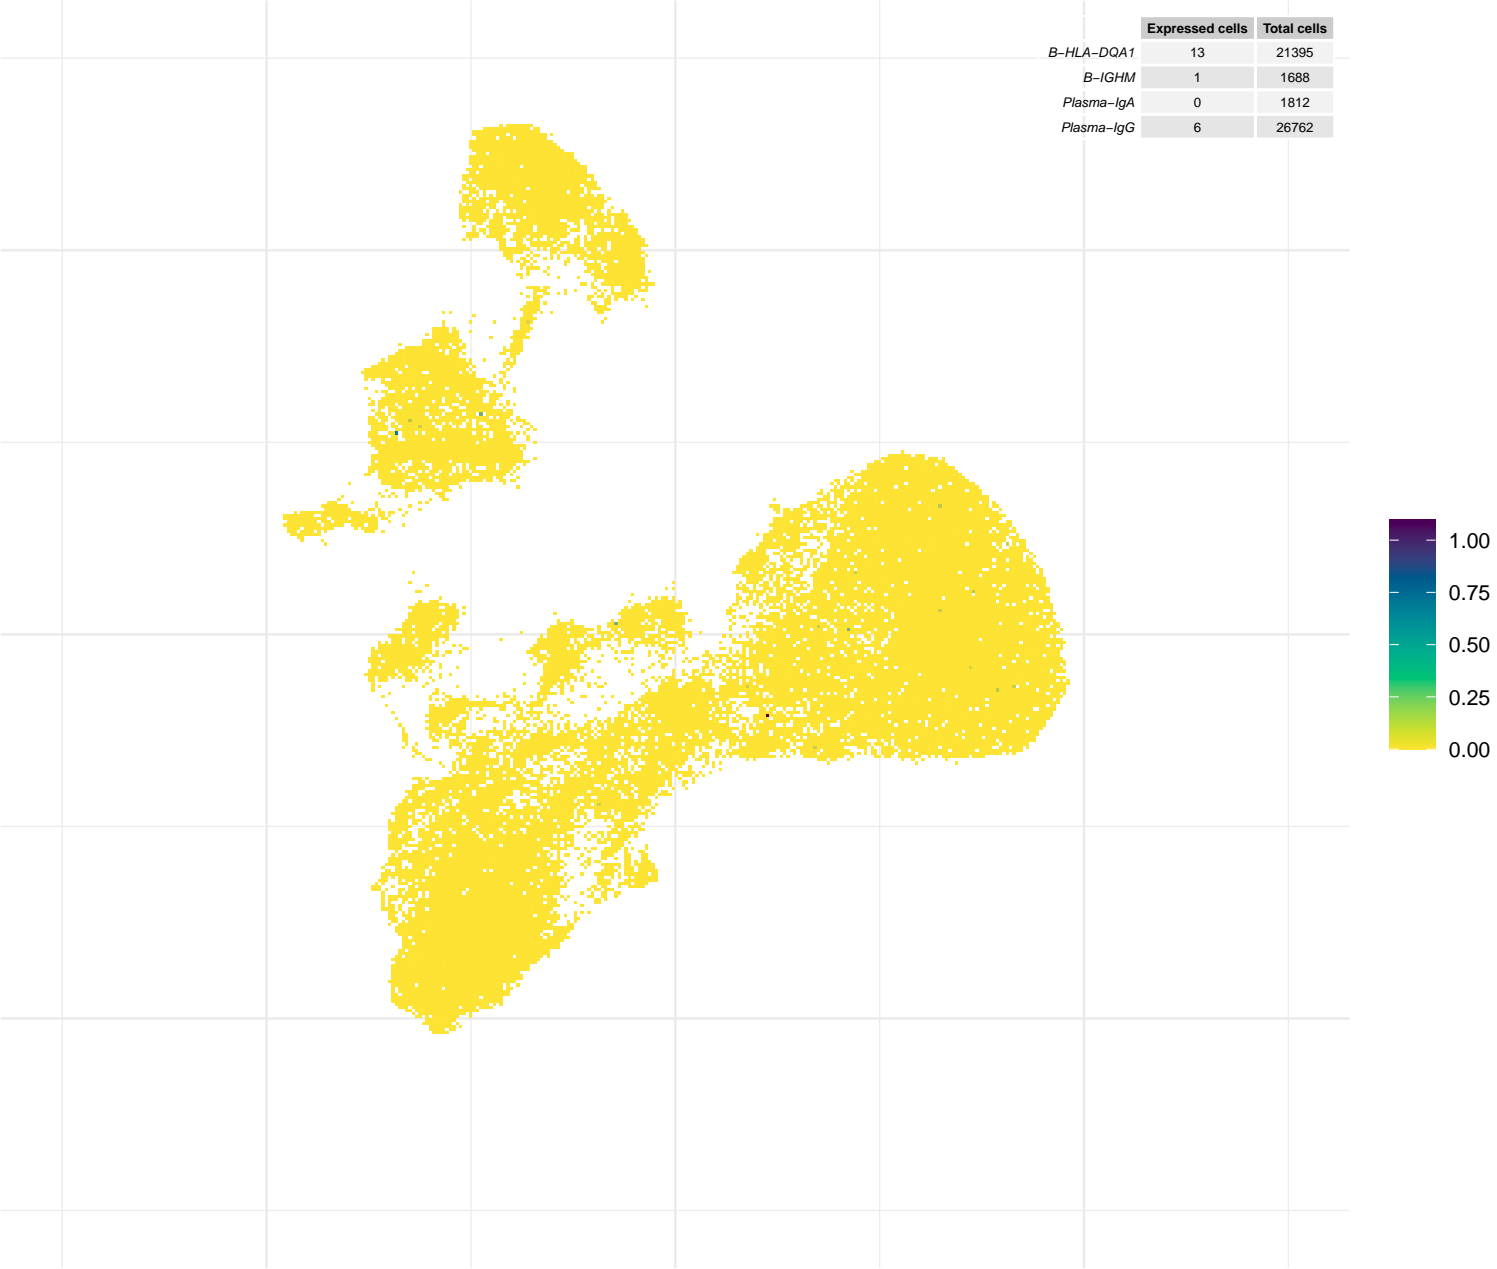 Expressed cells Total cells
B−HLA−DQA1 13 21395
B−IGHM 1 1688
Plasma−IgA 0 1812
Plasma−IgG 6 26762
1.00
0.75
0.50
0.25
0.00